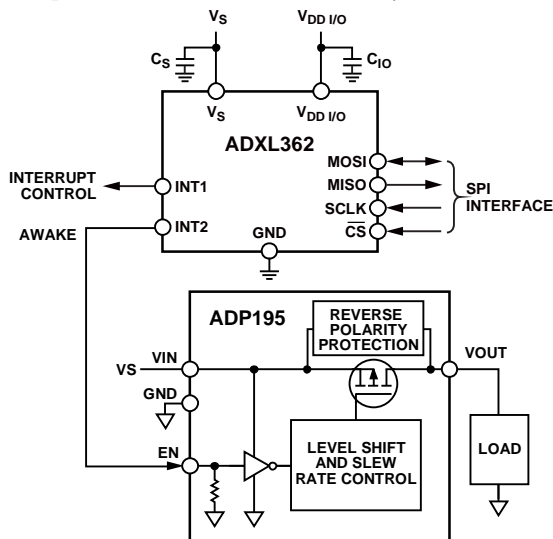 VS
VDD I/O
CS
CIO
VS
VDD I/O
ADXL362
MOSI
MISO
SCLK
CS
SPI
INTERFACE
INTERRUPT
CONTROL
INT1
AWAKE
INT2
GND
ADP195
REVERSE
POLARITY
PROTECTION
VS
VIN
VOUT
GND
EN
LEVEL SHIFT
AND SLEW
RATE CONTROL
LOAD